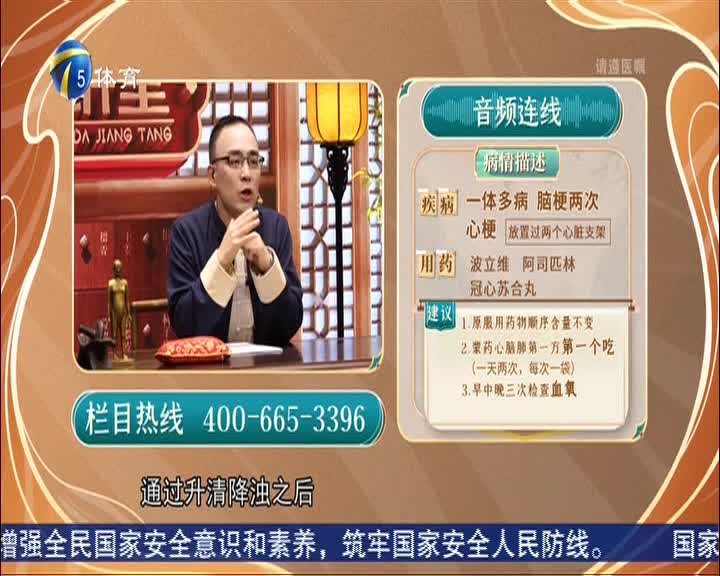 5 体育
请遵医嘱
DA JIANG TANG
音频连线
病情描述
疾病 一体多病 脑梗两次
心梗 放置过两个心脏支架
用药 波立维 阿司匹林
冠心苏合丸
建议
1.原服用药物顺序含量不变
2.蒙药心脑肺第一方第一个吃
(一天两次，每次一袋)
3.早中晚三次检查血氧
栏目热线 400-665-3396
通过升清降浊之后
增强全民国家安全意识和素养，筑牢国家安全人民防线。 国家